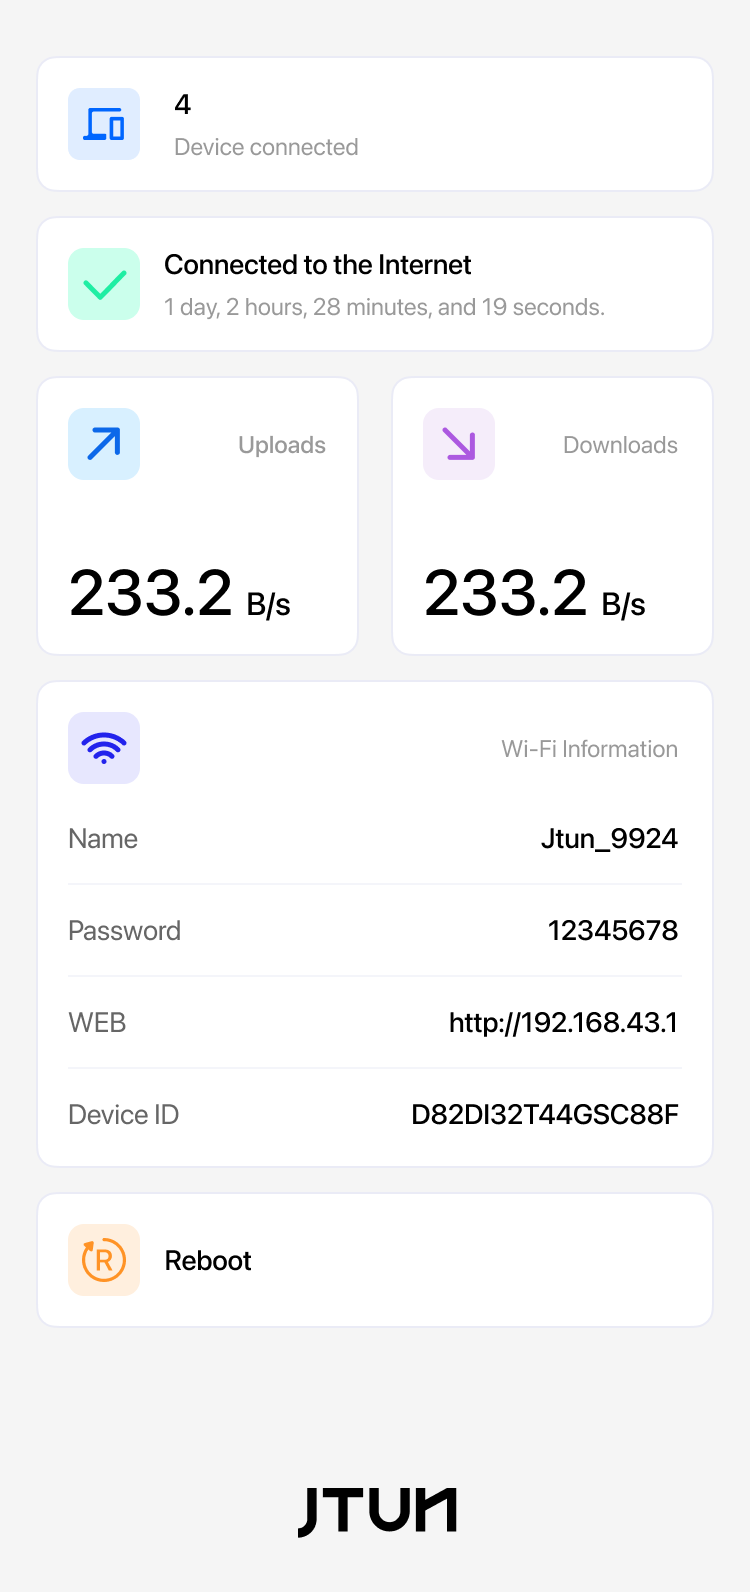 4
Device connected
Connected to the Internet
1 day, 2 hours, 28 minutes, and 19 seconds.
Uploads
233.2 B/s
Downloads
233.2 B/s
Wi-Fi Information
Name
Jtun_9924
Password
12345678
WEB
http://192.168.43.1
Device ID
D82DI32T44GSC88F
R
Reboot
JTUN